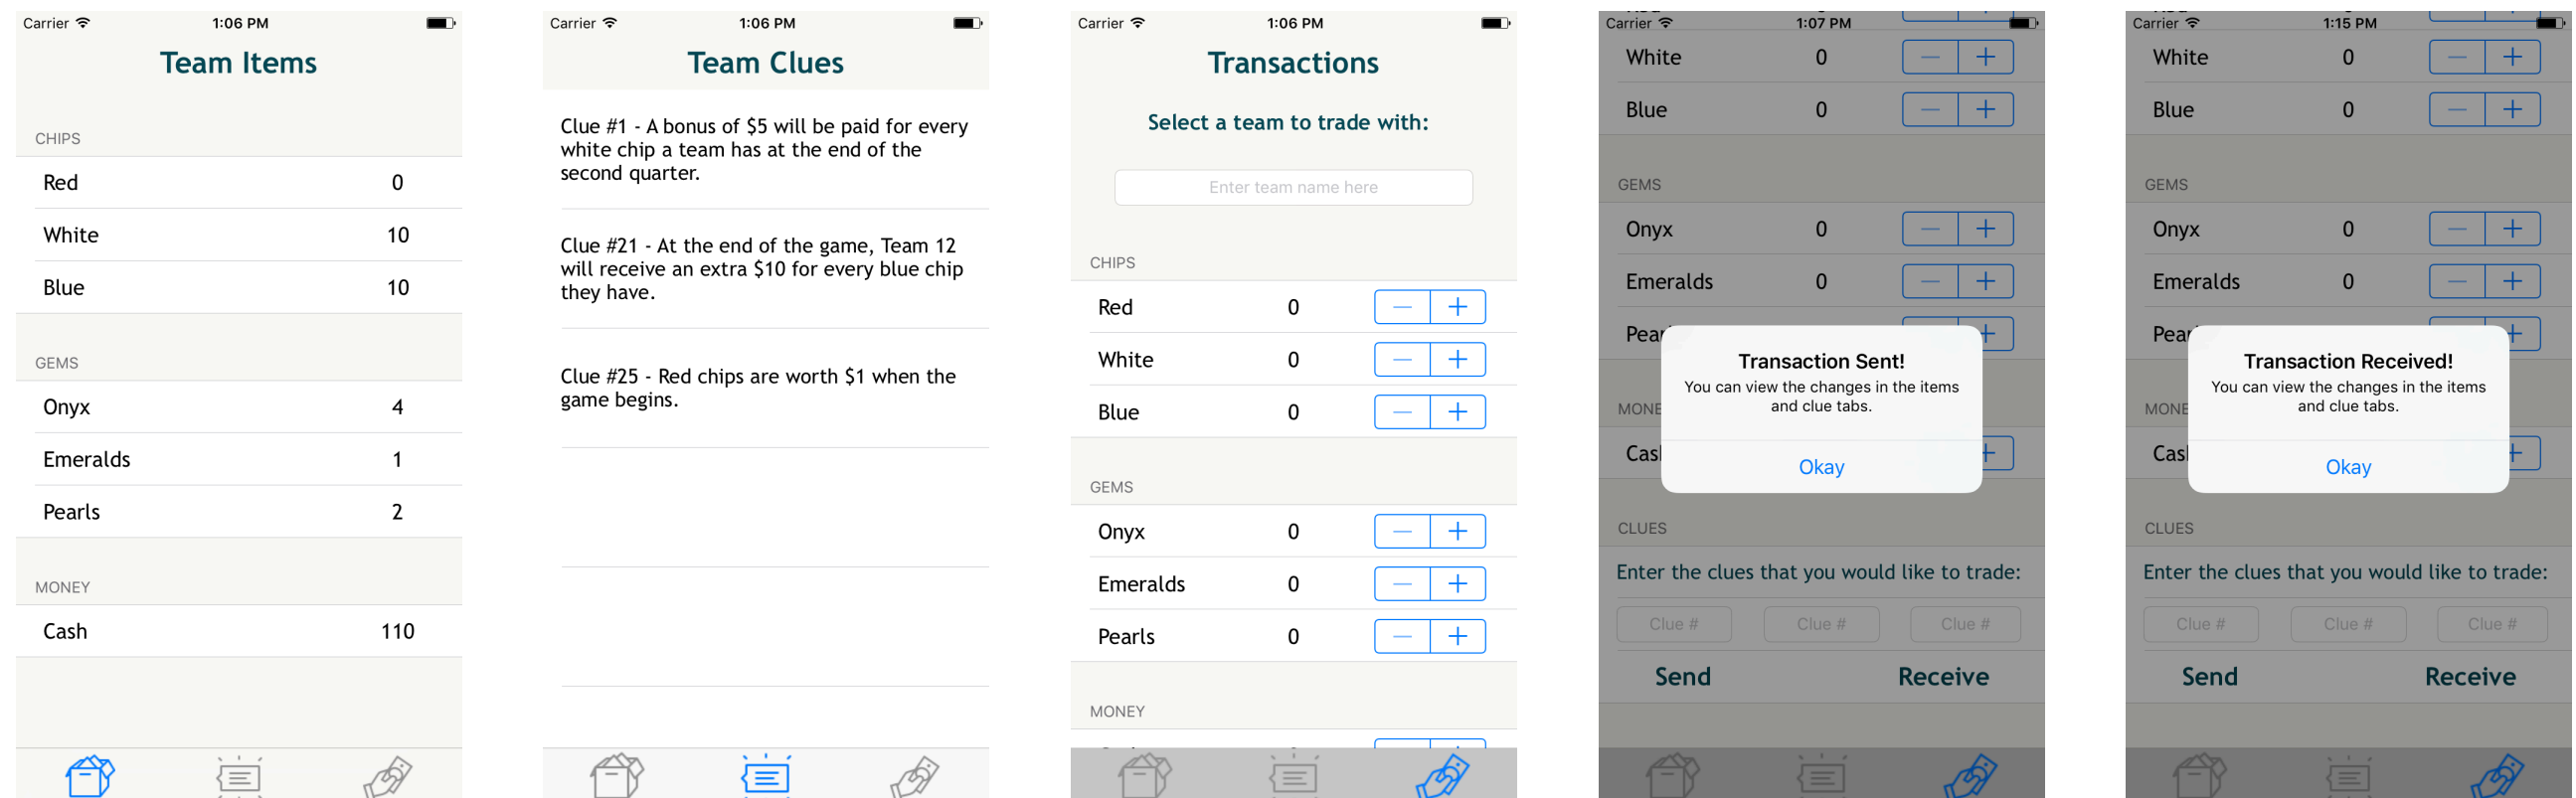 Carrier 1:06 PM
Team Items
CHIPS
Red 0
White 10
Blue 10
GEMS
Onyx 4
Emeralds 1
Pearls 2
MONEY
Cash 110
Carrier 1:06 PM
Team Clues
Clue #1 - A bonus of $5 will be paid for every
white chip a team has at the end of the
second quarter.
Clue #21 - At the end of the game, Team 12
will receive an extra $10 for every blue chip
they have.
Clue #25 - Red chips are worth $1 when the
game begins.
Carrier 1:06 PM
Transactions
Select a team to trade with:
Enter team name here
CHIPS
Red 0
White 0
Blue 0
GEMS
Onyx 0
Emeralds 0
Pearls 0
MONEY
Carrier 1:07 PM
White 0
Blue 0
GEMS
Onyx 0
Emeralds 0
Pear
Transaction Sent!
You can view the changes in the items
and clue tabs.
MONE
Cas
Okay
CLUES
Enter the clues that you would like to trade:
Clue # Clue # Clue #
Send Receive
Carrier 1:15 PM
White 0
Blue 0
GEMS
Onyx 0
Emeralds 0
Pea
Transaction Received!
You can view the changes in the items
and clue tabs.
MONE
Cas
Okay
CLUES
Enter the clues that you would like to trade:
Clue # Clue # Clue #
Send Receive